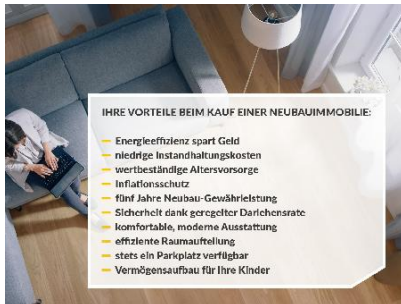 IHRE VORTEILE BEIM KAUF EINER NEUBAUIMMOBILIE:
Energieeffizienz spart Geld
niedrige Instandhaltungskosten
wertbeständige Altersvorsorge
Inflationsschutz
fünf Jahre Neubau-Gewährleistung
Sicherheit dank geregelter Darlehensrate
komfortable, moderne Ausstattung
effiziente Raumaufteilung
stets ein Parkplatz verfügbar
Vermögensaufbau für Ihre Kinder